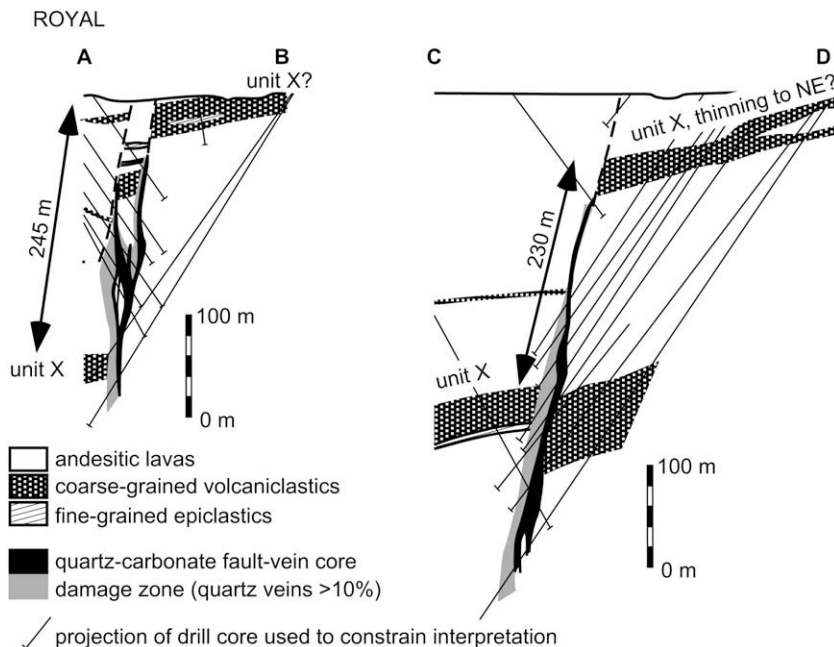 ROYAL
A
B
unit X?
245 m
100 m
0 m
unit X
C
D
unit X, thinning to NE?
230 m
unit X
100 m
0 m
andesitic lavas
coarse-grained volcaniclastics
fine-grained epiclastics
quartz-carbonate fault-vein core
damage zone (quartz veins >10%)
projection of drill core used to constrain interpretation